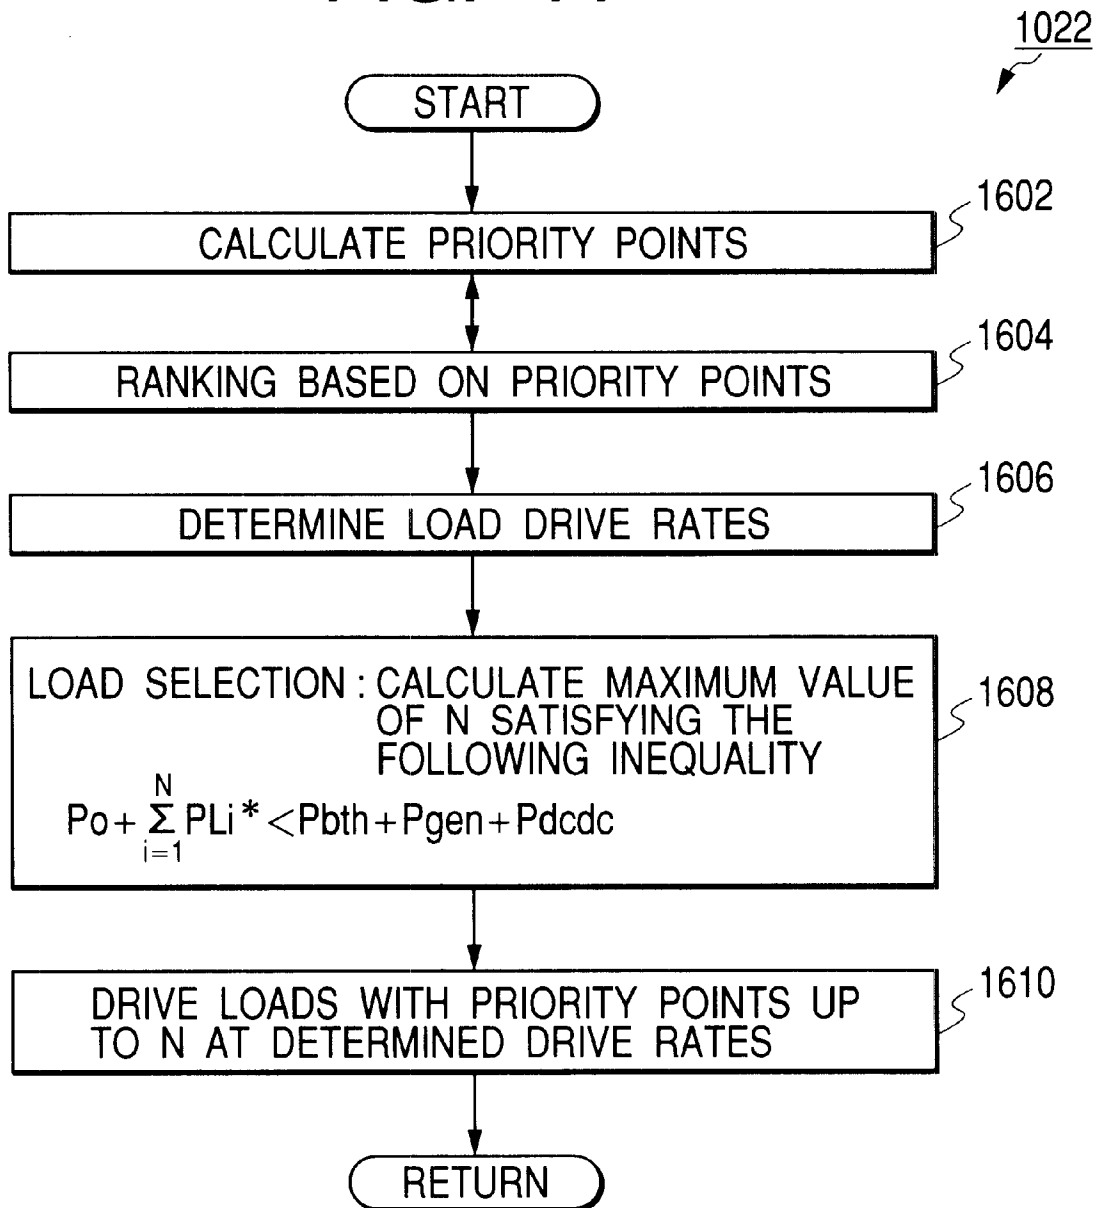 1022
START
1602
CALCULATE PRIORITY POINTS
1604
RANKING BASED ON PRIORITY POINTS
1606
DETERMINE LOAD DRIVE RATES
1608
LOAD SELECTION : CALCULATE MAXIMUM VALUE
OF N SATISFYING THE
FOLLOWING INEQUALITY
N
Po + Σ PLi* < Pbth + Pgen + Pdcdc
i=1
1610
DRIVE LOADS WITH PRIORITY POINTS UP
TO N AT DETERMINED DRIVE RATES
RETURN